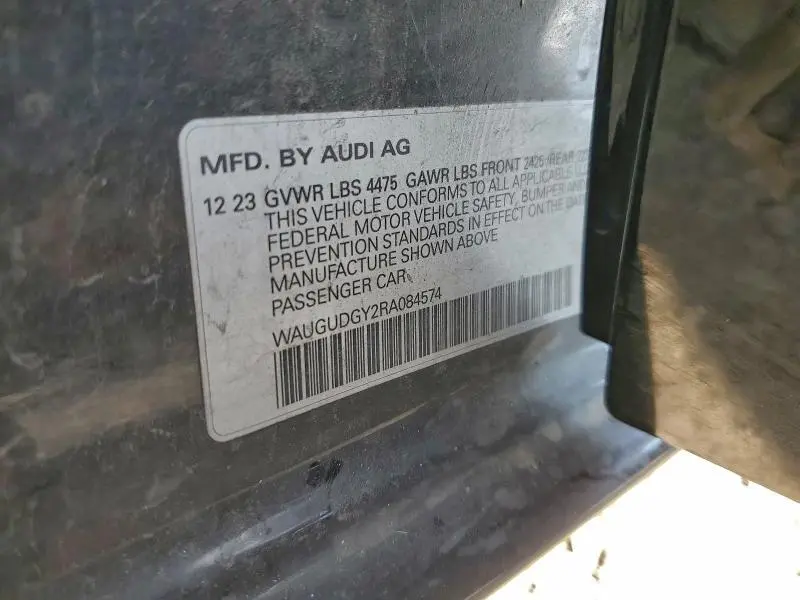 MFD. BY AUDI AG
12 23 GVWR LBS 4475 GAWR LBS FRONT 2425 REAR
THIS VEHICLE CONFORMS TO ALL APPLICABLE
FEDERAL MOTOR VEHICLE SAFETY, BUMPER AND
PREVENTION STANDARDS IN EFFECT ON THE
MANUFACTURE SHOWN ABOVE
PASSENGER CAR
WAUGUDGY2RA084574